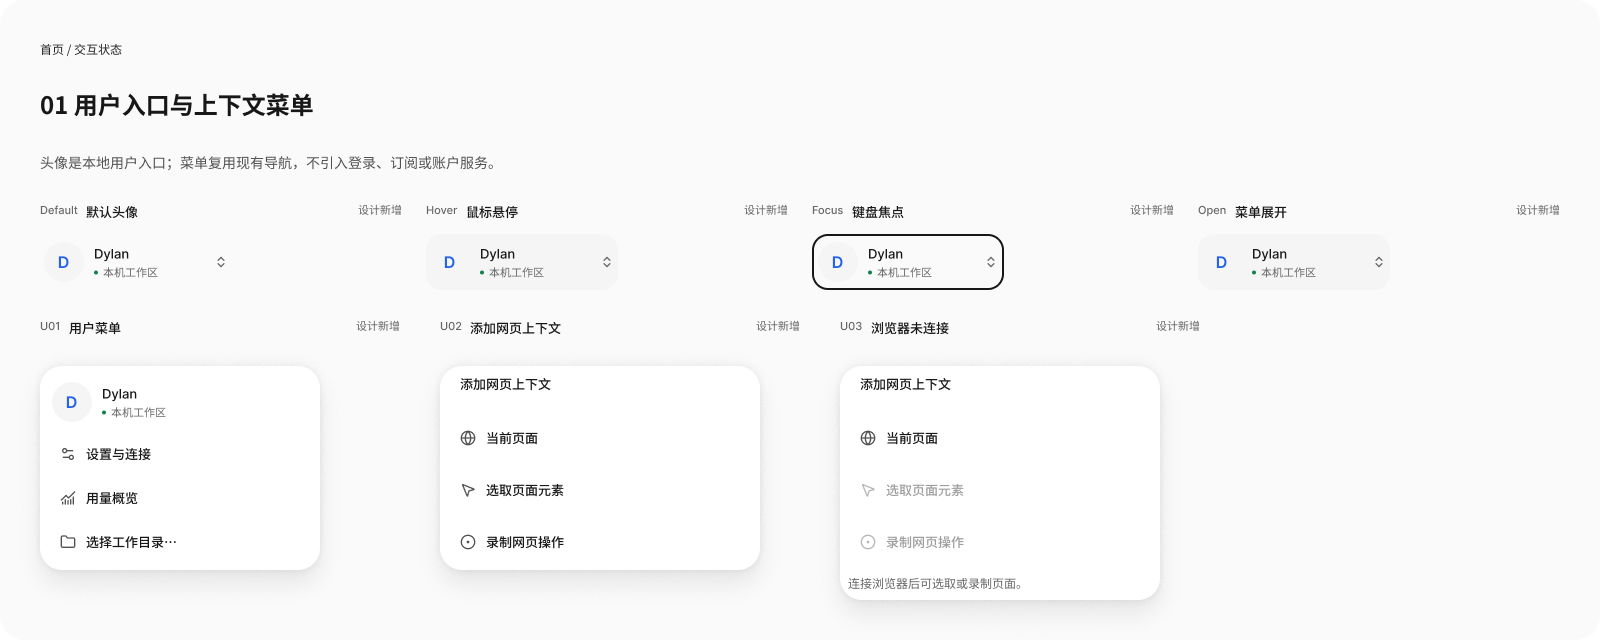 首页 / 交互状态
01 用户入口与上下文菜单
头像是本地用户入口；菜单复用现有导航，不引入登录、订阅或账户服务。
Default 默认头像 设计新增
Hover 鼠标悬停 设计新增
Focus 键盘焦点 设计新增
Open 菜单展开 设计新增
D Dylan
本机工作区
D Dylan
本机工作区
D Dylan
本机工作区
D Dylan
本机工作区
U01 用户菜单 设计新增
U02 添加网页上下文 设计新增
U03 浏览器未连接 设计新增
D Dylan
本机工作区
设置与连接
用量概览
选择工作目录···
添加网页上下文
当前页面
选取页面元素
录制网页操作
添加网页上下文
当前页面
选取页面元素
录制网页操作
连接浏览器后可选取或录制页面。